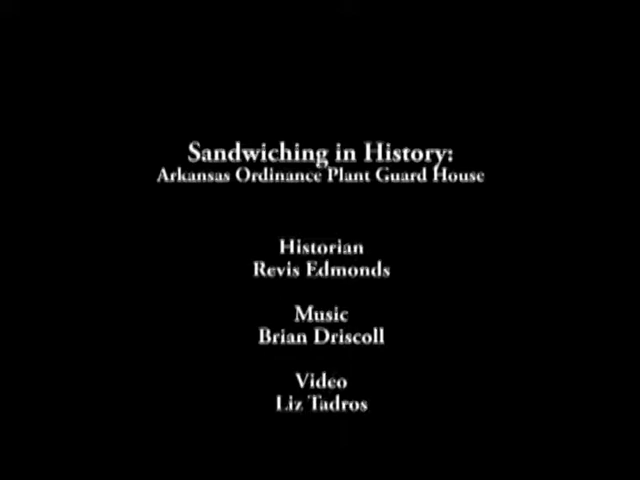 Sandwiching in History:
Arkansas Ordinance Plant Guard House
Historian
Revis Edmonds
Music
Brian Driscoll
Video
Liz Tadros